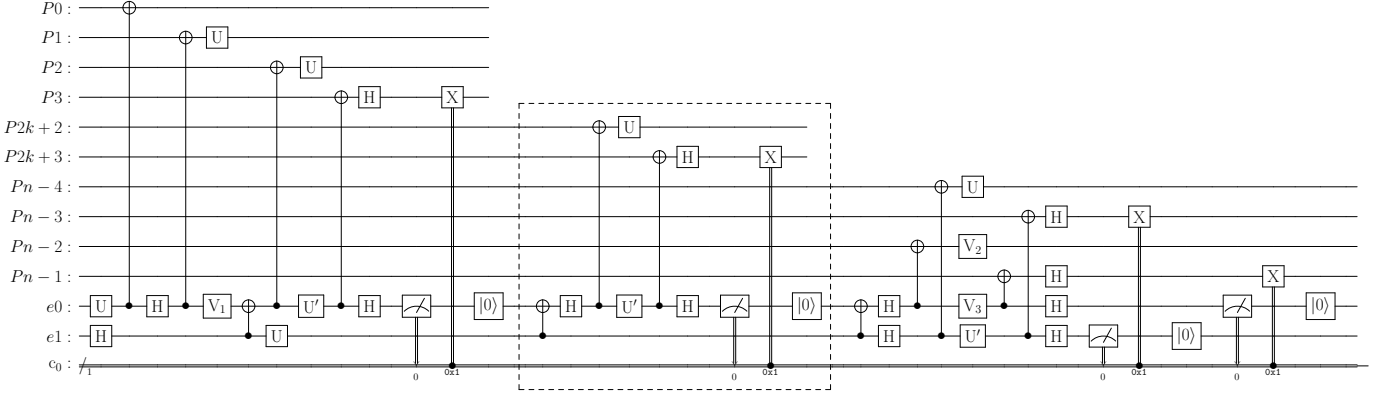 P0 :
P1 : U
P2 : U
P3 : H X
P2k + 2 : U
P2k + 3 : H X
Pn − 4 : U
Pn − 3 : H X
Pn − 2 : V₂
Pn − 1 : H X
e0 : U H V₁ U′ H |0⟩ H U′ H |0⟩ H V₃ H |0⟩
e1 : H U H U′ H |0⟩
c₀ : / 1 0 0x1 0 0x1 0 0x1 0 0x1